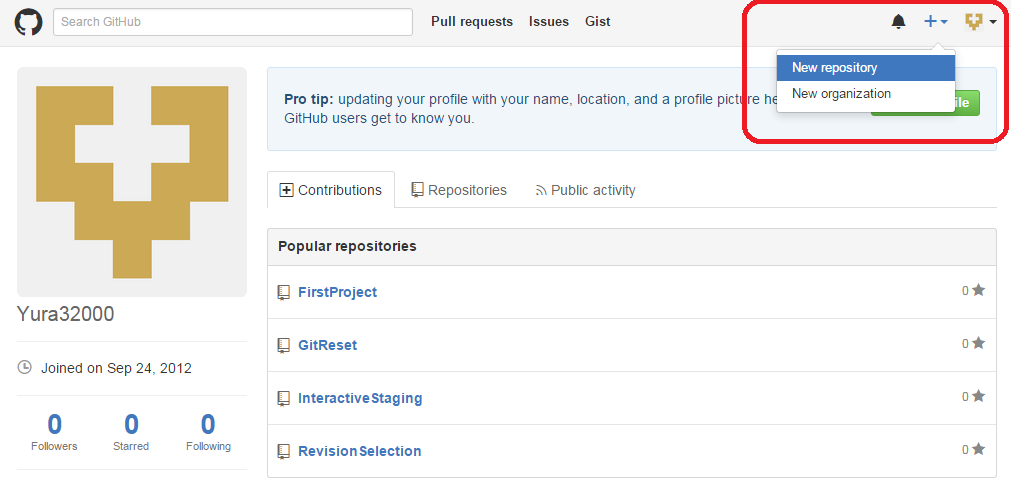 Search GitHub
Pull requests Issues Gist
New repository
New organization
Pro tip: updating your profile with your name, location, and a profile picture he
GitHub users get to know you.
Contributions Repositories Public activity
Popular repositories
FirstProject 0
GitReset 0
InteractiveStaging 0
RevisionSelection 0
Yura32000
Joined on Sep 24, 2012
0 0 0
Followers Starred Following